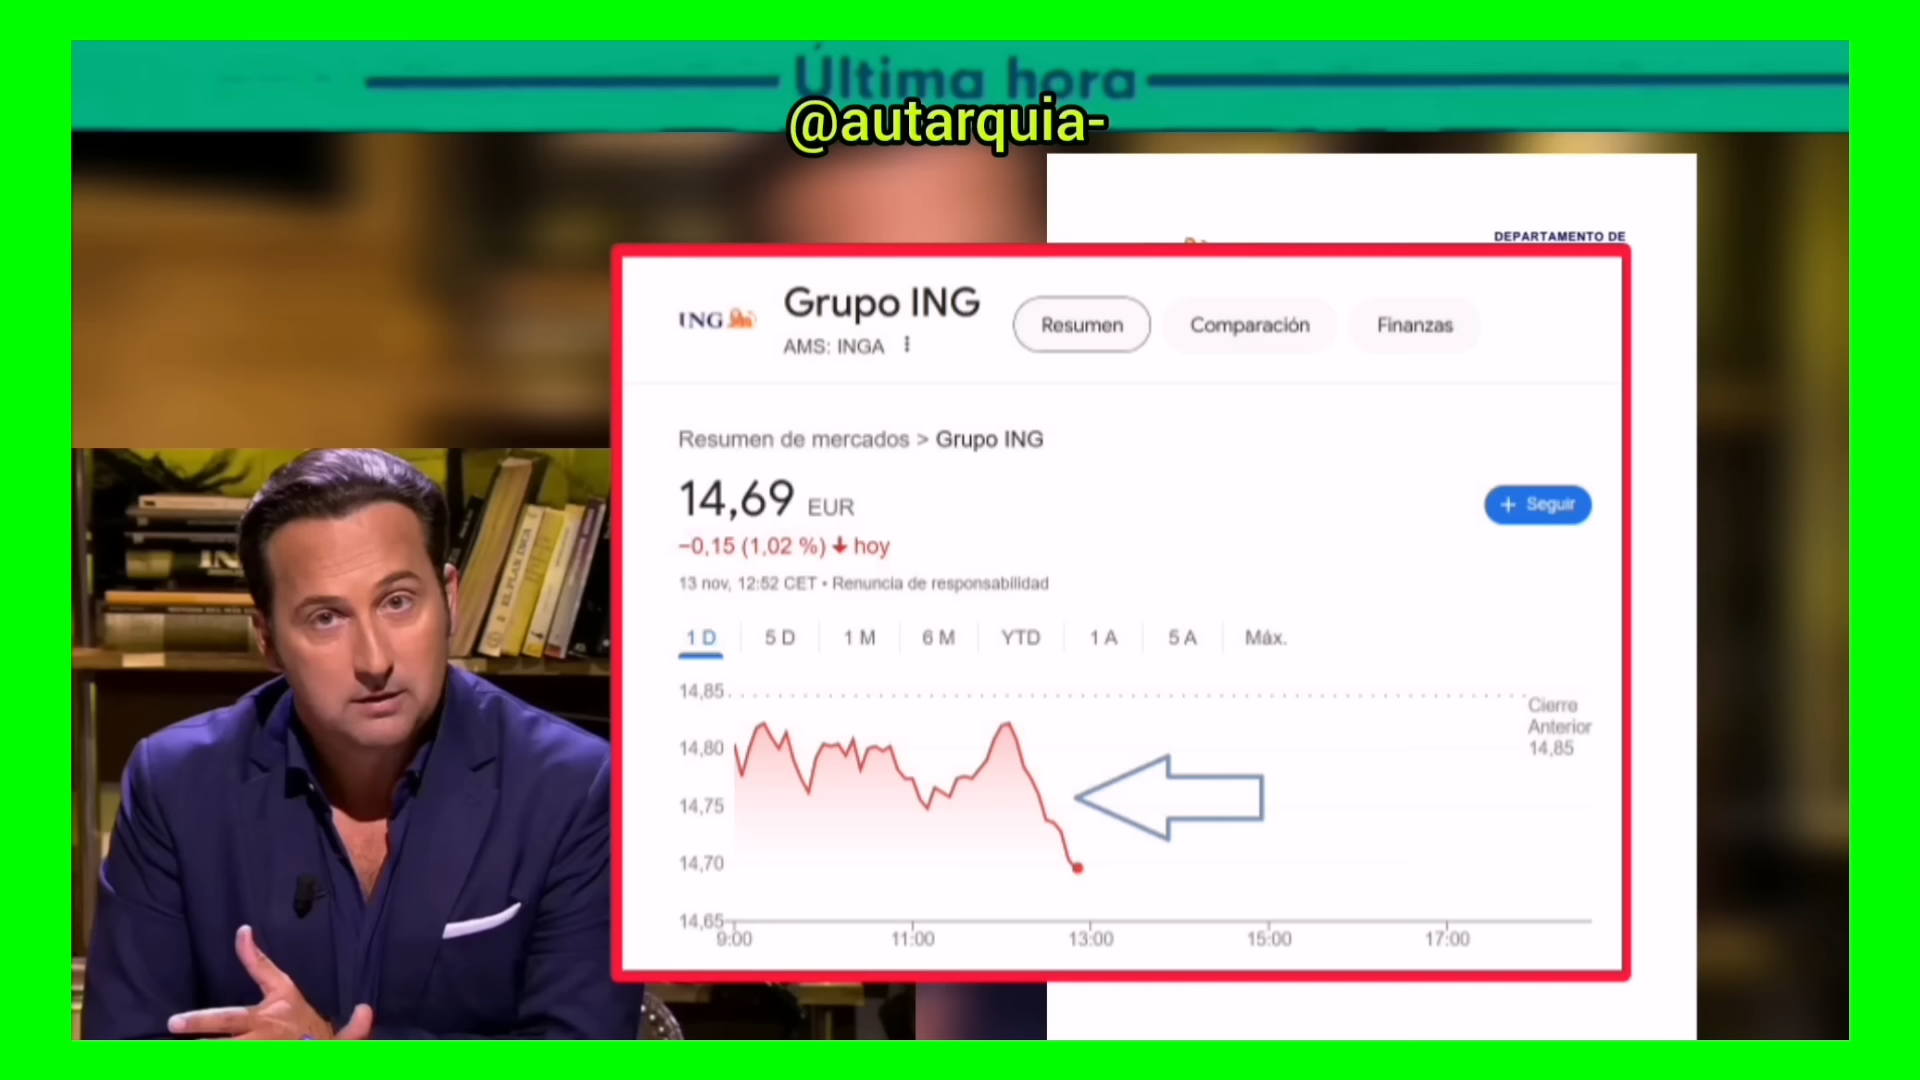 Última hora
@autarquia-
DEPARTAMENTO DE
ING
Grupo ING
AMS: INGA
Resumen
Comparación
Finanzas
Resumen de mercados > Grupo ING
14,69 EUR
+ Seguir
−0,15 (1,02 %) ↓ hoy
13 nov, 12:52 CET • Renuncia de responsabilidad
1 D 5 D 1 M 6 M YTD 1 A 5 A Máx.
14,85
14,80
14,75
14,70
14,65
Cierre
Anterior
14,85
9:00 11:00 13:00 15:00 17:00
EL PLAN INCA